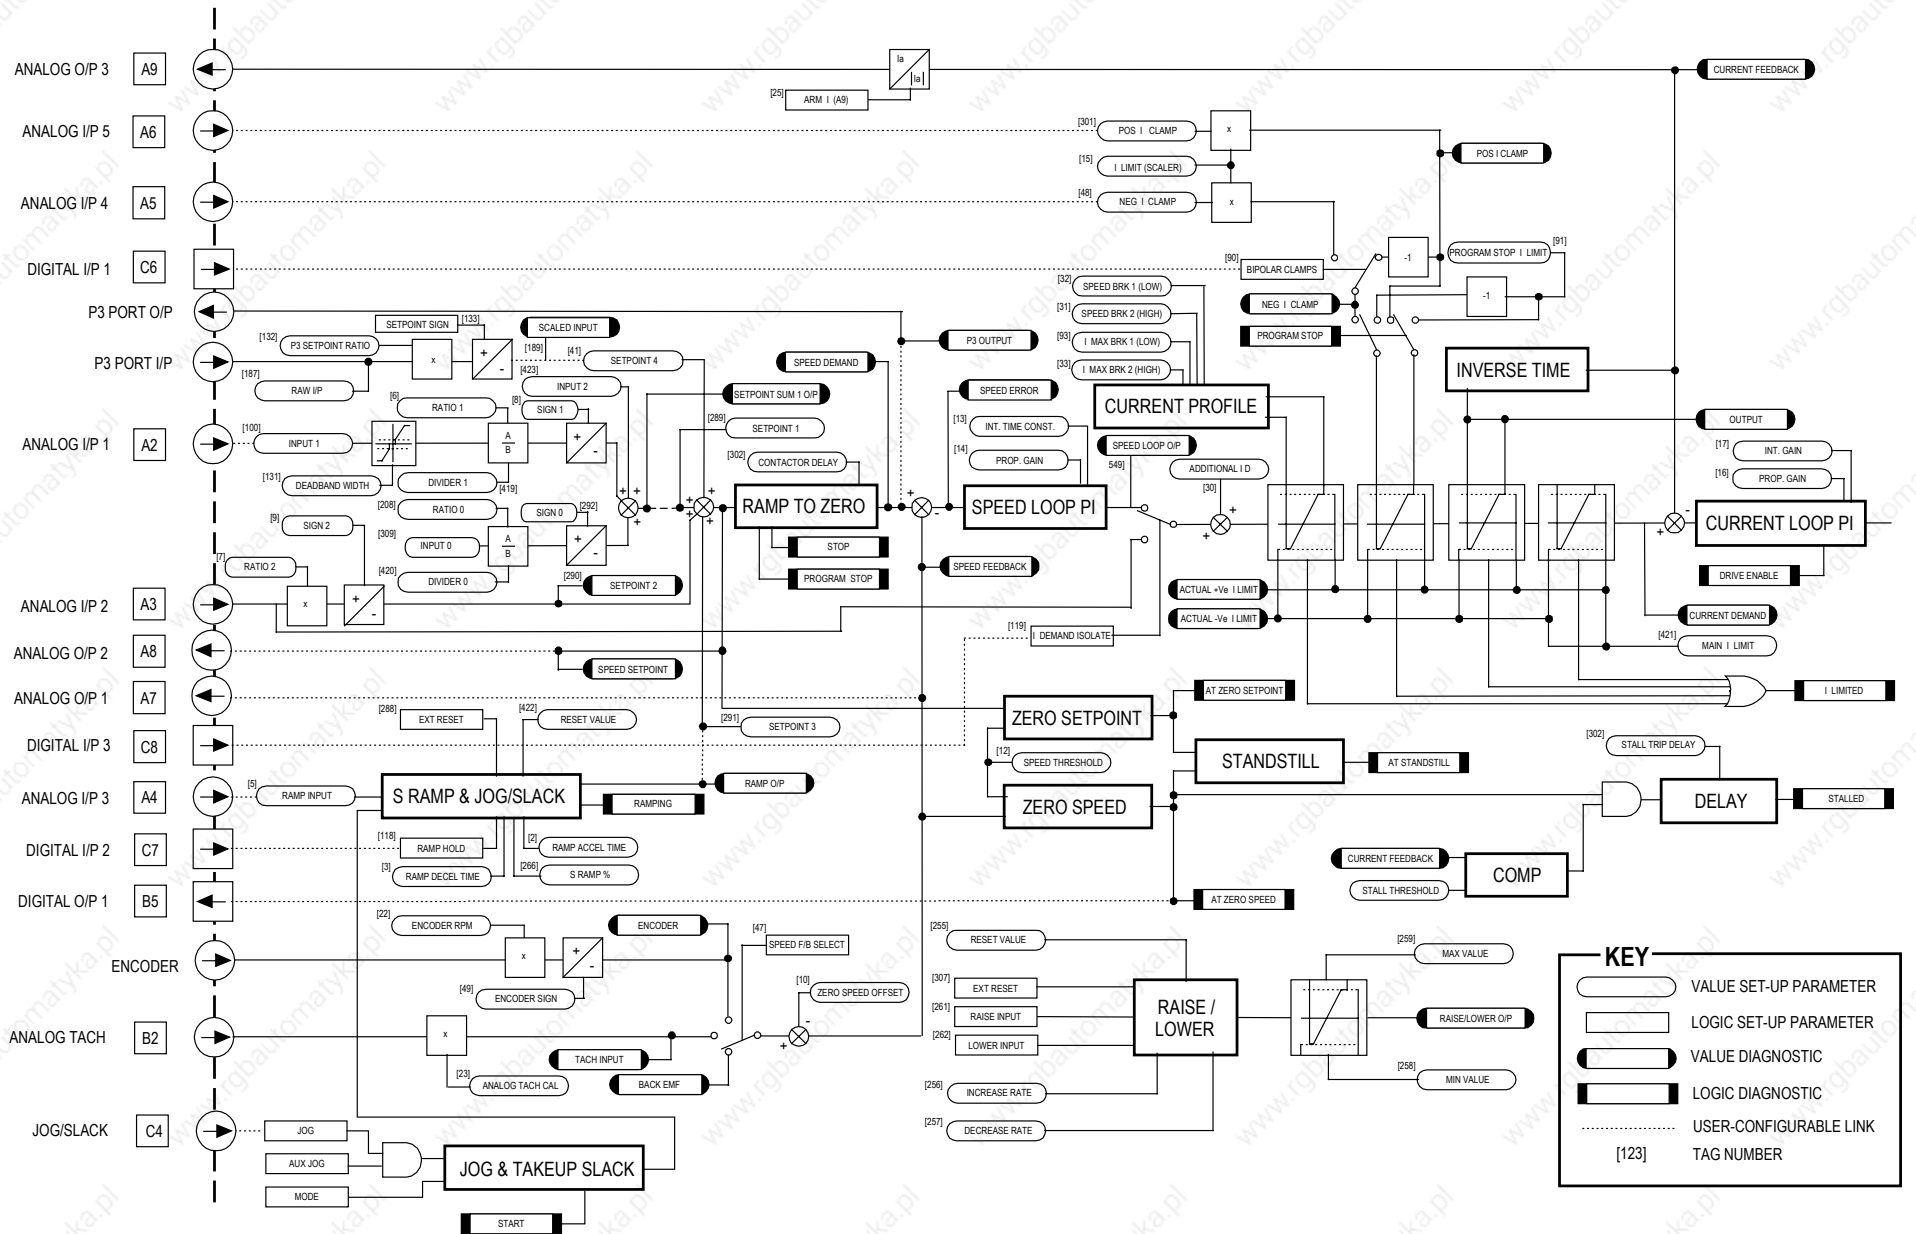 ANALOG O/P 3 A9
Ia
|Ia|
CURRENT FEEDBACK
[25] ARM I (A9)
ANALOG I/P 5 A6
[301] POS I CLAMP
x
POS I CLAMP
[15] I LIMIT (SCALER)
ANALOG I/P 4 A5
[48] NEG I CLAMP
x
DIGITAL I/P 1 C6
[90] BIPOLAR CLAMPS
-1
PROGRAM STOP I LIMIT [91]
-1
NEG I CLAMP
PROGRAM STOP
[32] SPEED BRK 1 (LOW)
[31] SPEED BRK 2 (HIGH)
[93] I MAX BRK 1 (LOW)
[33] I MAX BRK 2 (HIGH)
CURRENT PROFILE
INVERSE TIME
OUTPUT
P3 PORT O/P
P3 OUTPUT
P3 PORT I/P
SETPOINT SIGN [133]
[132] P3 SETPOINT RATIO
x
+
-
[187] RAW I/P
SCALED INPUT
[189]
[41] SETPOINT 4
[423]
INPUT 2
SPEED DEMAND
SETPOINT SUM 1 O/P
[289] SETPOINT 1
[302] CONTACTOR DELAY
ANALOG I/P 1 A2
[100] INPUT 1
[131] DEADBAND WIDTH
[6] RATIO 1
A
B
DIVIDER 1 [419]
[8] SIGN 1
+
-
[208] RATIO 0
[309] INPUT 0
A
B
[420] DIVIDER 0
SIGN 0 [292]
+
-
+ + +
+ + +
RAMP TO ZERO
STOP
PROGRAM STOP
+ -
SPEED ERROR
[13] INT. TIME CONST.
[14] PROP. GAIN
SPEED LOOP PI
SPEED LOOP O/P
549]
SPEED FEEDBACK
ADDITIONAL I D
[30]
+
+
[17] INT. GAIN
[16] PROP. GAIN
+ -
CURRENT LOOP PI
DRIVE ENABLE
[9] SIGN 2
[7] RATIO 2
ANALOG I/P 2 A3
x
+
-
[290] SETPOINT 2
ACTUAL +Ve I LIMIT
ACTUAL -Ve I LIMIT
CURRENT DEMAND
[421] MAIN I LIMIT
I LIMITED
[119] I DEMAND ISOLATE
ANALOG O/P 2 A8
SPEED SETPOINT
ANALOG O/P 1 A7
[288] EXT RESET
[422] RESET VALUE
[291] SETPOINT 3
DIGITAL I/P 3 C8
ANALOG I/P 3 A4
[5] RAMP INPUT
S RAMP & JOG/SLACK
RAMP O/P
RAMPING
DIGITAL I/P 2 C7
[118] RAMP HOLD
[2] RAMP ACCEL TIME
[3] RAMP DECEL TIME
[266] S RAMP %
ZERO SETPOINT
AT ZERO SETPOINT
[12] SPEED THRESHOLD
ZERO SPEED
STANDSTILL
AT STANDSTILL
AT ZERO SPEED
[302] STALL TRIP DELAY
DELAY
STALLED
CURRENT FEEDBACK
STALL THRESHOLD
COMP
DIGITAL O/P 1 B5
[22] ENCODER RPM
ENCODER
ENCODER
x
+
-
[49] ENCODER SIGN
[47]
SPEED F/B SELECT
[10]
ZERO SPEED OFFSET
-
+
ANALOG TACH B2
x
TACH INPUT
[23] ANALOG TACH CAL
BACK EMF
JOG/SLACK C4
JOG
AUX JOG
MODE
JOG & TAKEUP SLACK
START
[255] RESET VALUE
[307] EXT RESET
[261] RAISE INPUT
[262] LOWER INPUT
RAISE /
LOWER
[256] INCREASE RATE
[257] DECREASE RATE
[259] MAX VALUE
RAISE/LOWER O/P
[258] MIN VALUE
KEY
VALUE SET-UP PARAMETER
LOGIC SET-UP PARAMETER
VALUE DIAGNOSTIC
LOGIC DIAGNOSTIC
USER-CONFIGURABLE LINK
[123] TAG NUMBER
www.rgbautomatyka.pl